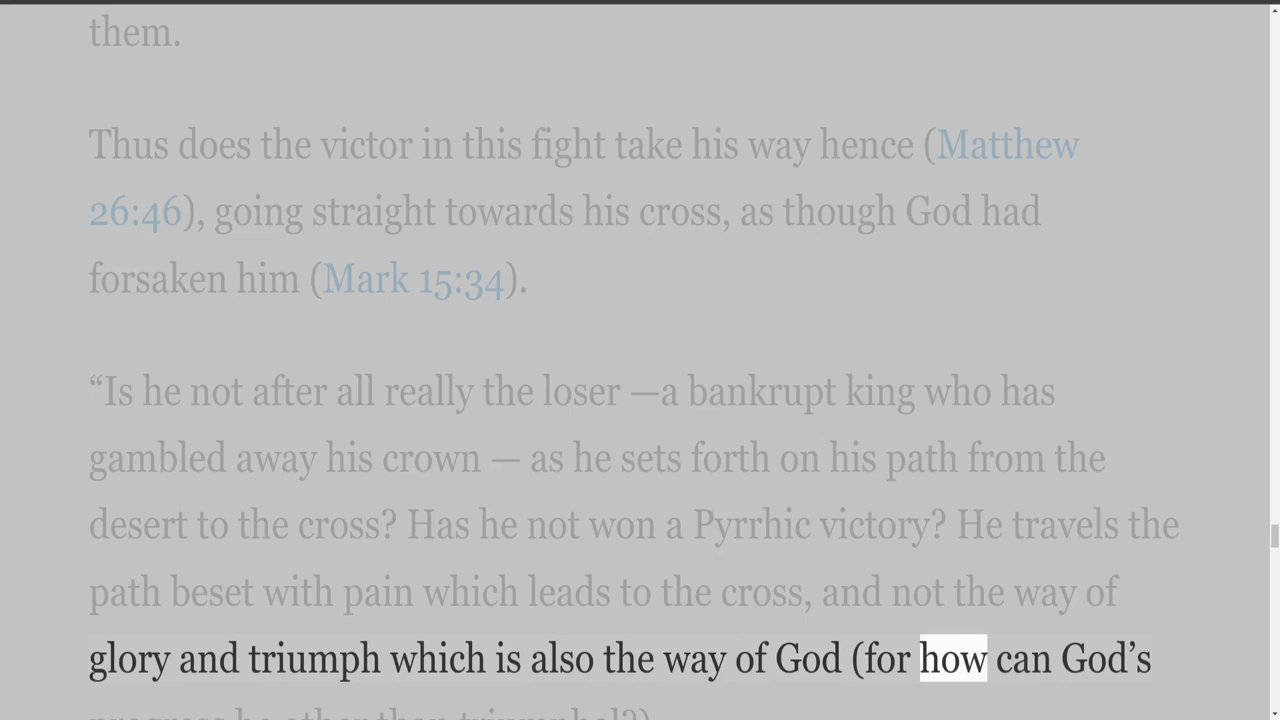 them.
Thus does the victor in this fight take his way hence (Matthew
26:46), going straight towards his cross, as though God had
forsaken him (Mark 15:34).
“Is he not after all really the loser —a bankrupt king who has
gambled away his crown — as he sets forth on his path from the
desert to the cross? Has he not won a Pyrrhic victory? He travels the
path beset with pain which leads to the cross, and not the way of
glory and triumph which is also the way of God (for how can God’s
progress be other than triumphal?)